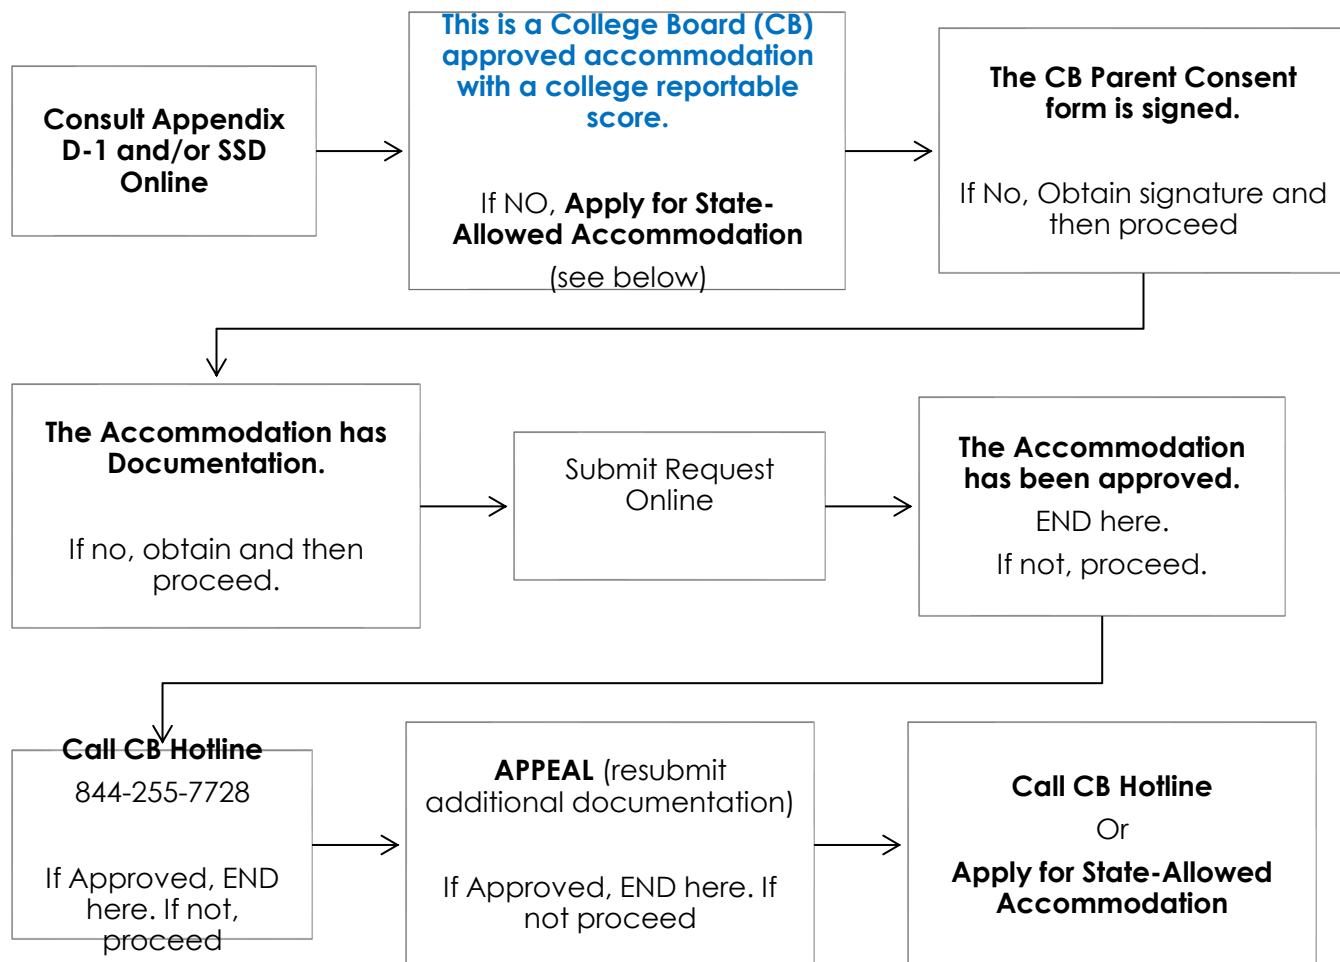 Consult Appendix
D-1 and/or SSD
Online
This is a College Board (CB)
approved accommodation
with a college reportable
score.
If NO, Apply for State-
Allowed Accommodation
(see below)
The CB Parent Consent
form is signed.
If No, Obtain signature and
then proceed
The Accommodation has
Documentation.
If no, obtain and then
proceed.
Submit Request
Online
The Accommodation
has been approved.
END here.
If not, proceed.
Call CB Hotline
844-255-7728
If Approved, END
here. If not,
proceed
APPEAL (resubmit
additional documentation)
If Approved, END here. If
not proceed
Call CB Hotline
Or
Apply for State-Allowed
Accommodation